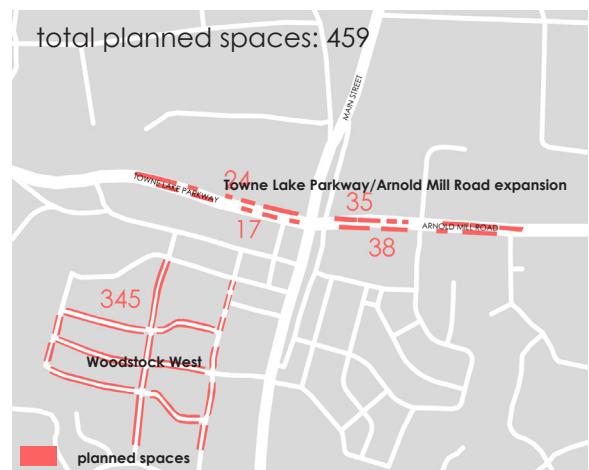 total planned spaces: 459
MAIN STREET
TOWNE LAKE PARKWAY
24
Towne Lake Parkway/Arnold Mill Road expansion
35
17
ARNOLD MILL ROAD
38
345
Woodstock West
planned spaces